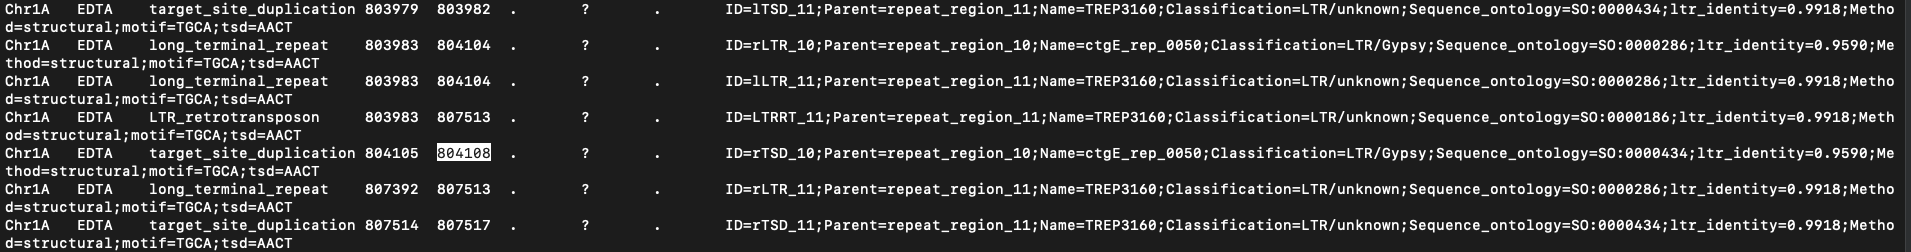 Chr1A EDTA target_site_duplication 803979 803982 . ? . ID=lTSD_11;Parent=repeat_region_11;Name=TREP3160;Classification=LTR/unknown;Sequence_ontology=SO:0000434;ltr_identity=0.9918;Metho
d=structural;motif=TGCA;tsd=AACT
Chr1A EDTA long_terminal_repeat 803983 804104 . ? . ID=rLTR_10;Parent=repeat_region_10;Name=ctgE_rep_0050;Classification=LTR/Gypsy;Sequence_ontology=SO:0000286;ltr_identity=0.9590;Me
thod=structural;motif=TGCA;tsd=AACT
Chr1A EDTA long_terminal_repeat 803983 804104 . ? . ID=lLTR_11;Parent=repeat_region_11;Name=TREP3160;Classification=LTR/unknown;Sequence_ontology=SO:0000286;ltr_identity=0.9918;Metho
d=structural;motif=TGCA;tsd=AACT
Chr1A EDTA LTR_retrotransposon 803983 807513 . ? . ID=LTRRT_11;Parent=repeat_region_11;Name=TREP3160;Classification=LTR/unknown;Sequence_ontology=SO:0000186;ltr_identity=0.9918;Meth
od=structural;motif=TGCA;tsd=AACT
Chr1A EDTA target_site_duplication 804105 804108 . ? . ID=rTSD_10;Parent=repeat_region_10;Name=ctgE_rep_0050;Classification=LTR/Gypsy;Sequence_ontology=SO:0000434;ltr_identity=0.9590;Me
thod=structural;motif=TGCA;tsd=AACT
Chr1A EDTA long_terminal_repeat 807392 807513 . ? . ID=rLTR_11;Parent=repeat_region_11;Name=TREP3160;Classification=LTR/unknown;Sequence_ontology=SO:0000286;ltr_identity=0.9918;Metho
d=structural;motif=TGCA;tsd=AACT
Chr1A EDTA target_site_duplication 807514 807517 . ? . ID=rTSD_11;Parent=repeat_region_11;Name=TREP3160;Classification=LTR/unknown;Sequence_ontology=SO:0000434;ltr_identity=0.9918;Metho
d=structural;motif=TGCA;tsd=AACT